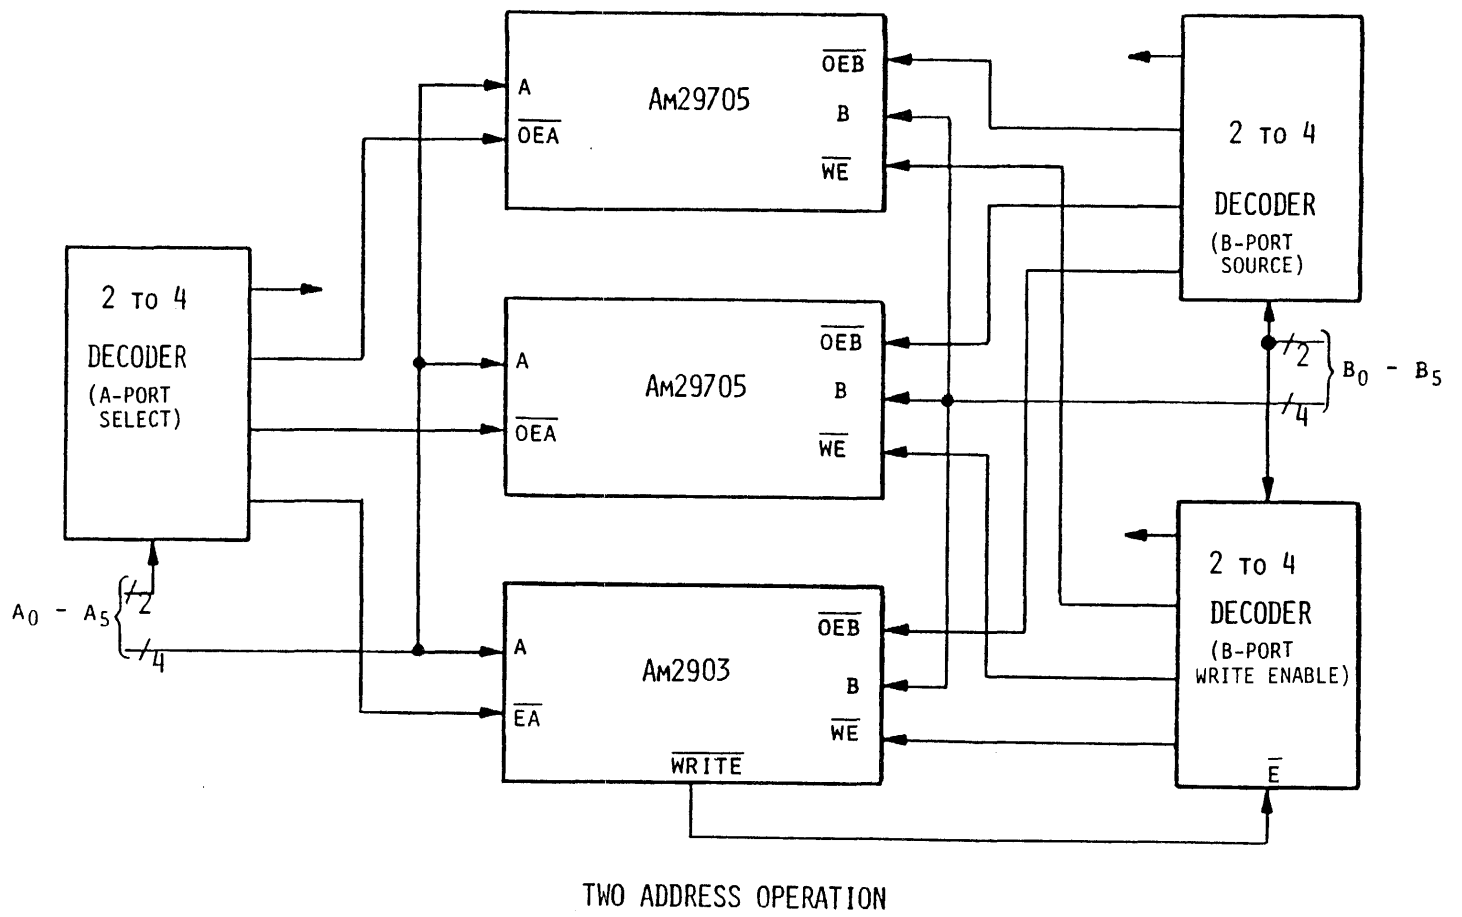 A
OEA
AM29705
OEB
B
WE
2 TO 4
DECODER
(B-PORT
SOURCE)
2 TO 4
DECODER
(A-PORT
SELECT)
A
OEA
AM29705
OEB
B
WE
2
4
B0 - B5
A0 - A5
2
4
A
EA
AM2903
OEB
B
WE
WRITE
2 TO 4
DECODER
(B-PORT
WRITE ENABLE)
E
TWO ADDRESS OPERATION